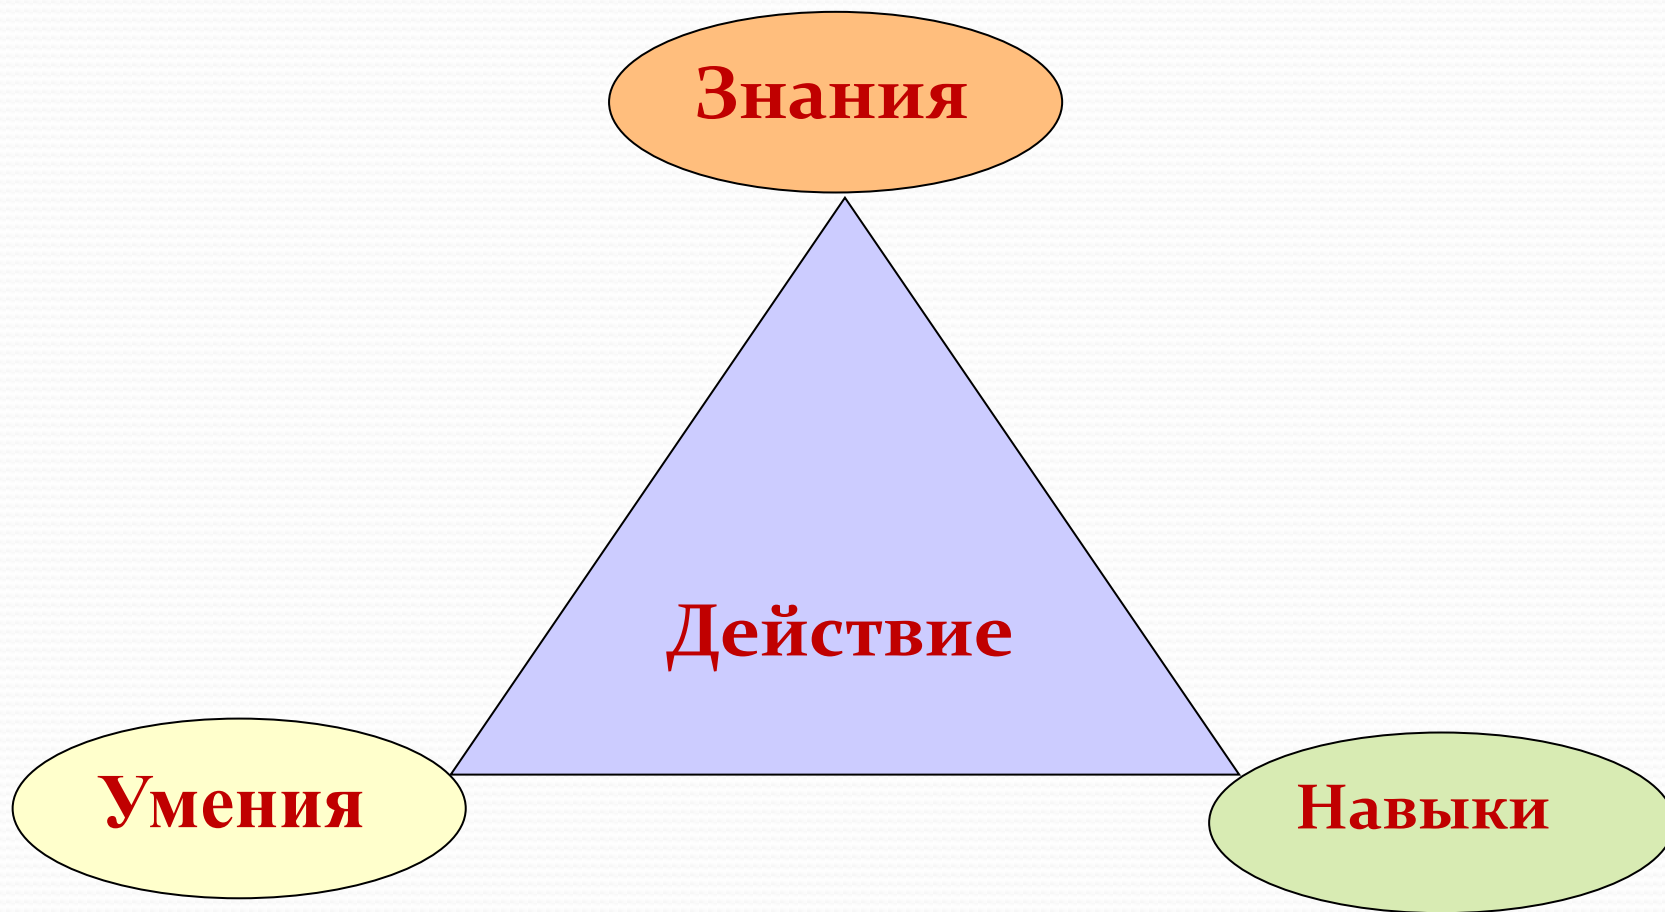 Знания
Действие
Умения
Навыки